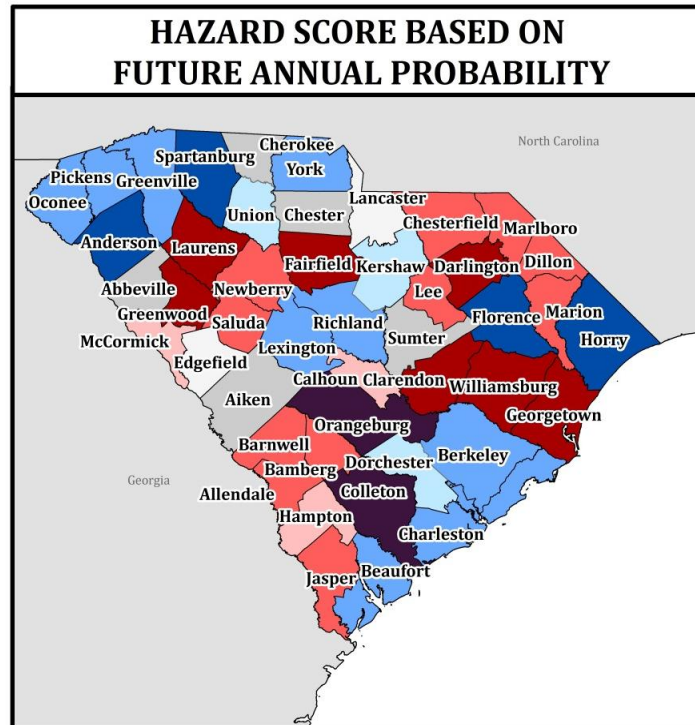 HAZARD SCORE BASED ON
FUTURE ANNUAL PROBABILITY
North Carolina
Cherokee
Spartanburg
York
Pickens
Greenville
Oconee
Lancaster
Union
Chester
Chesterfield
Marlboro
Anderson
Laurens
Fairfield
Kershaw
Darlington
Dillon
Abbeville
Newberry
Lee
Greenwood
Marion
Saluda
Richland
Florence
McCormick
Sumter
Horry
Edgefield
Lexington
Calhoun
Clarendon
Williamsburg
Aiken
Georgetown
Orangeburg
Barnwell
Berkeley
Dorchester
Bamberg
Georgia
Colleton
Allendale
Hampton
Charleston
Beaufort
Jasper